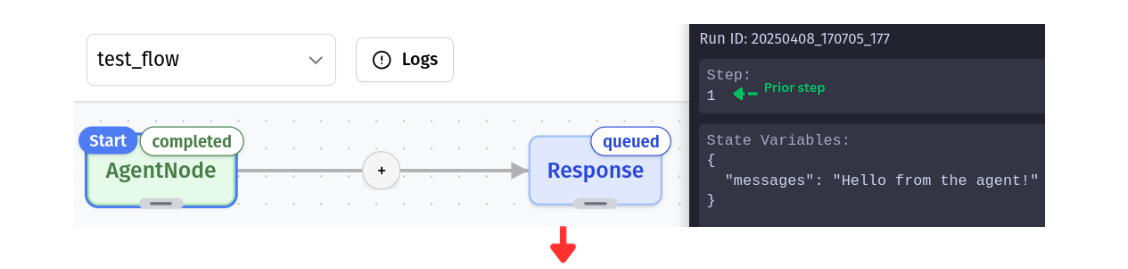 test_flow
Logs
Run ID: 20250408_170705_177
Step:
1 Prior step
Start completed
AgentNode
+
queued
Response
State Variables:
{
"messages": "Hello from the agent!"
}